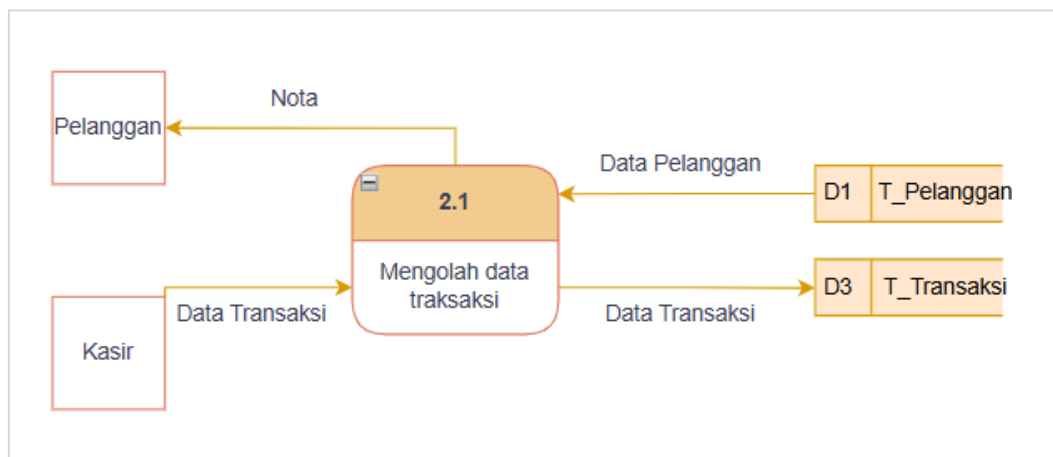 Nota
Pelanggan
Data Pelanggan
D1 T_Pelanggan
2.1
Mengolah data
traksaksi
D3 T_Transaksi
Data Transaksi
Data Transaksi
Kasir